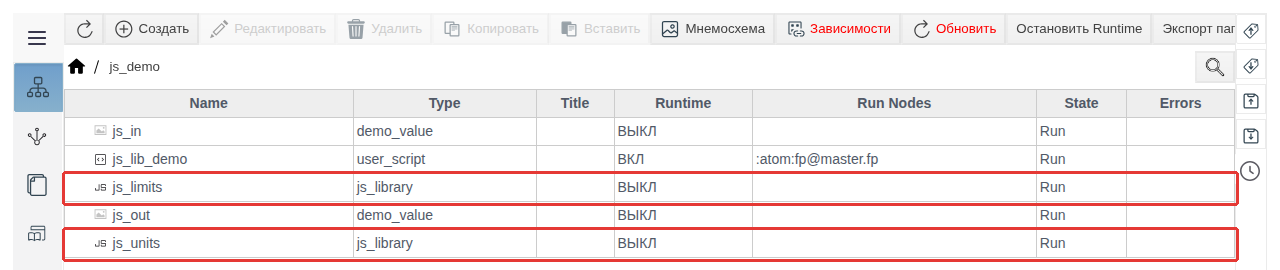 Создать Редактировать Удалить Копировать Вставить Мнемосхема Зависимости Обновить Остановить Runtime Экспорт пап
/ js_demo
Name Type Title Runtime Run Nodes State Errors
js_in demo_value ВЫКЛ Run
js_lib_demo user_script ВКЛ :atom:fp@master.fp Run
JS js_limits js_library ВЫКЛ Run
js_out demo_value ВЫКЛ Run
JS js_units js_library ВЫКЛ Run